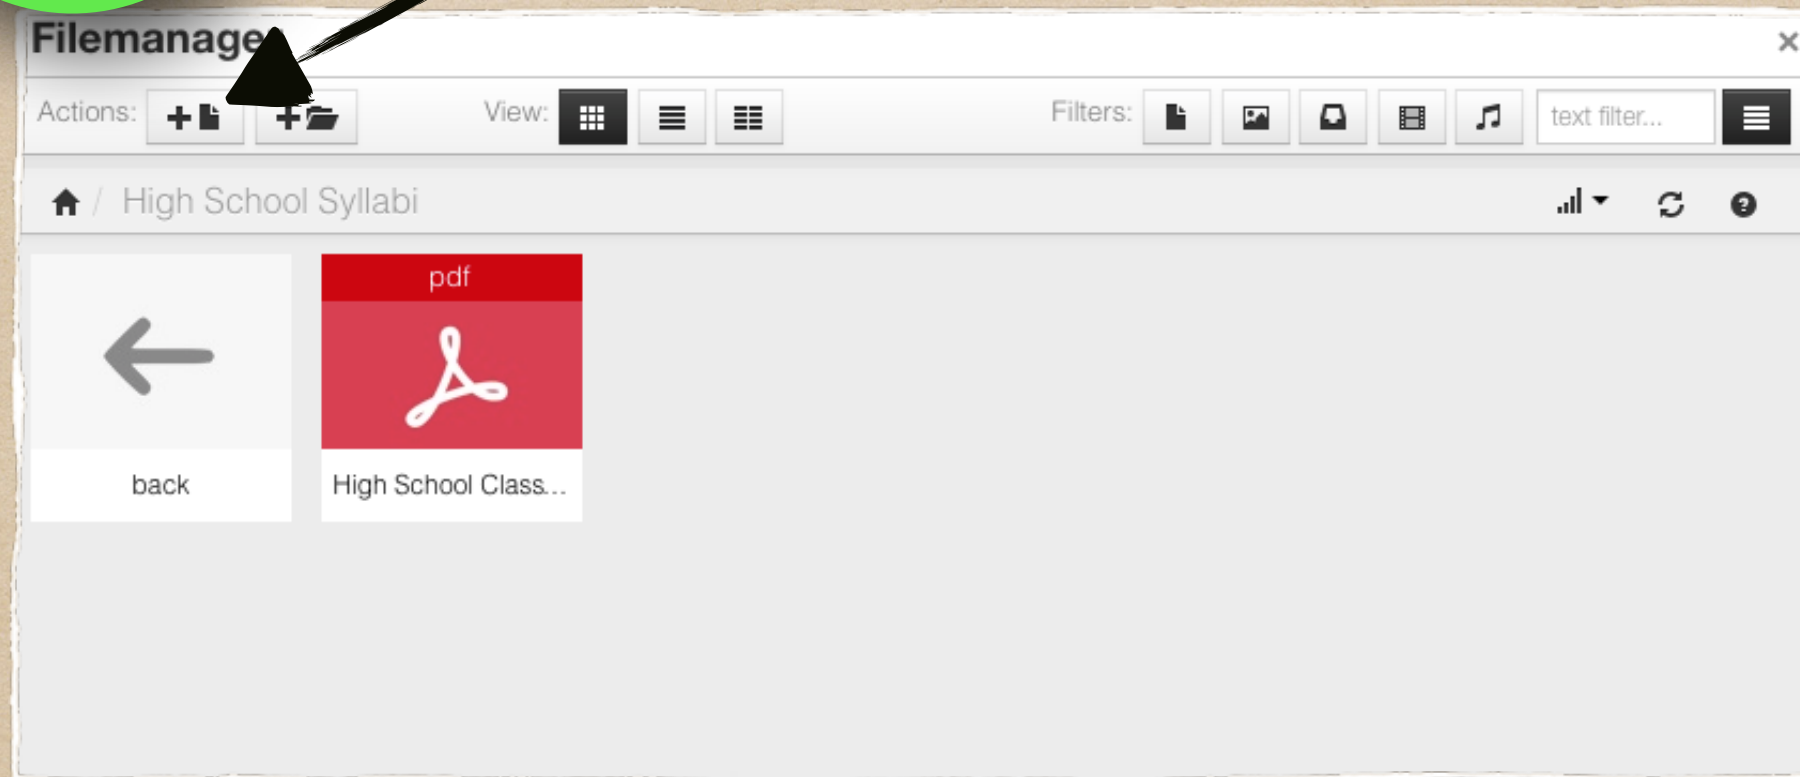 Filemanage
Actions: View: Filters: text filter...
/ High School Syllabi
pdf
back
High School Class...